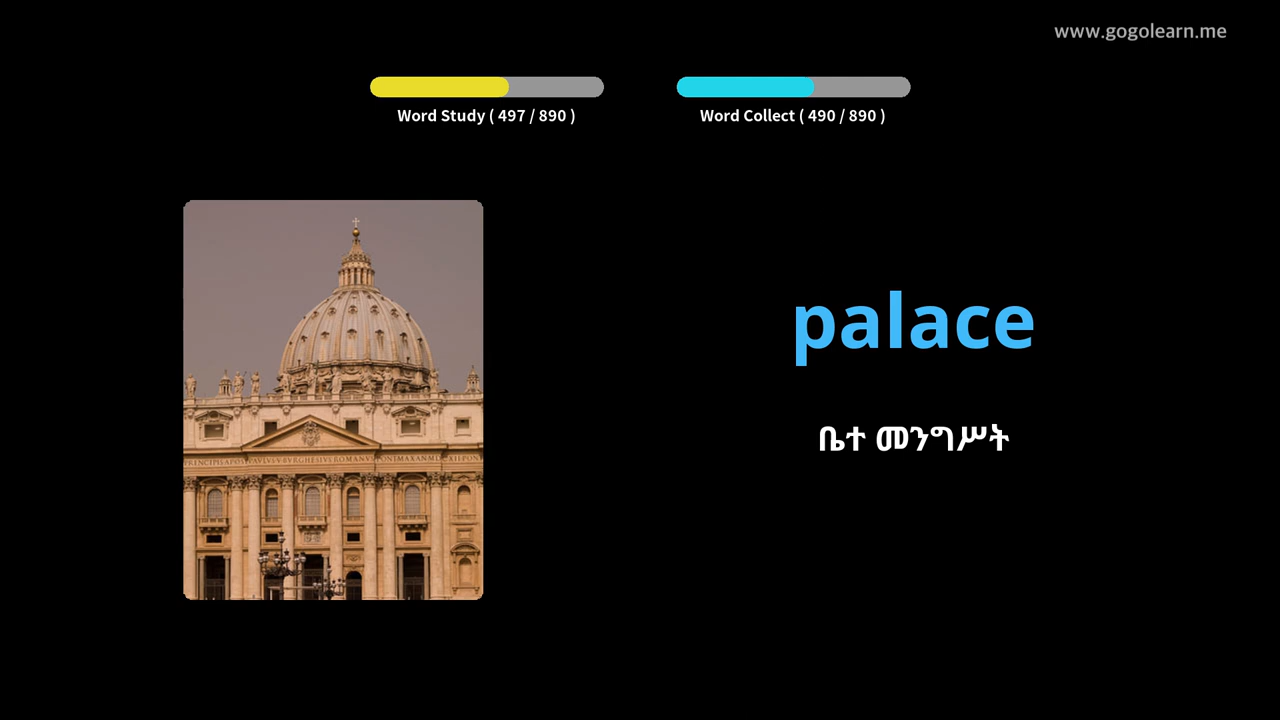 www.gogolearn.me
Word Study ( 497 / 890 )
Word Collect ( 490 / 890 )
palace
ቤተ መንግሥት